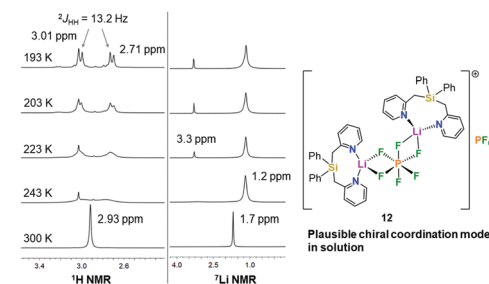 ²J_HH = 13.2 Hz
3.01 ppm
2.71 ppm
193 K
203 K
223 K
3.3 ppm
243 K
1.2 ppm
2.93 ppm
1.7 ppm
300 K
3.4 3.0 2.6
4.0 2.5 1.0
¹H NMR
⁷Li NMR
Ph
Ph
Si
N
N
Li
F
F
F
P
F
F
F
Li
N
N
Ph
Ph
Si
⊕
12
Plausible chiral coordination mode
in solution